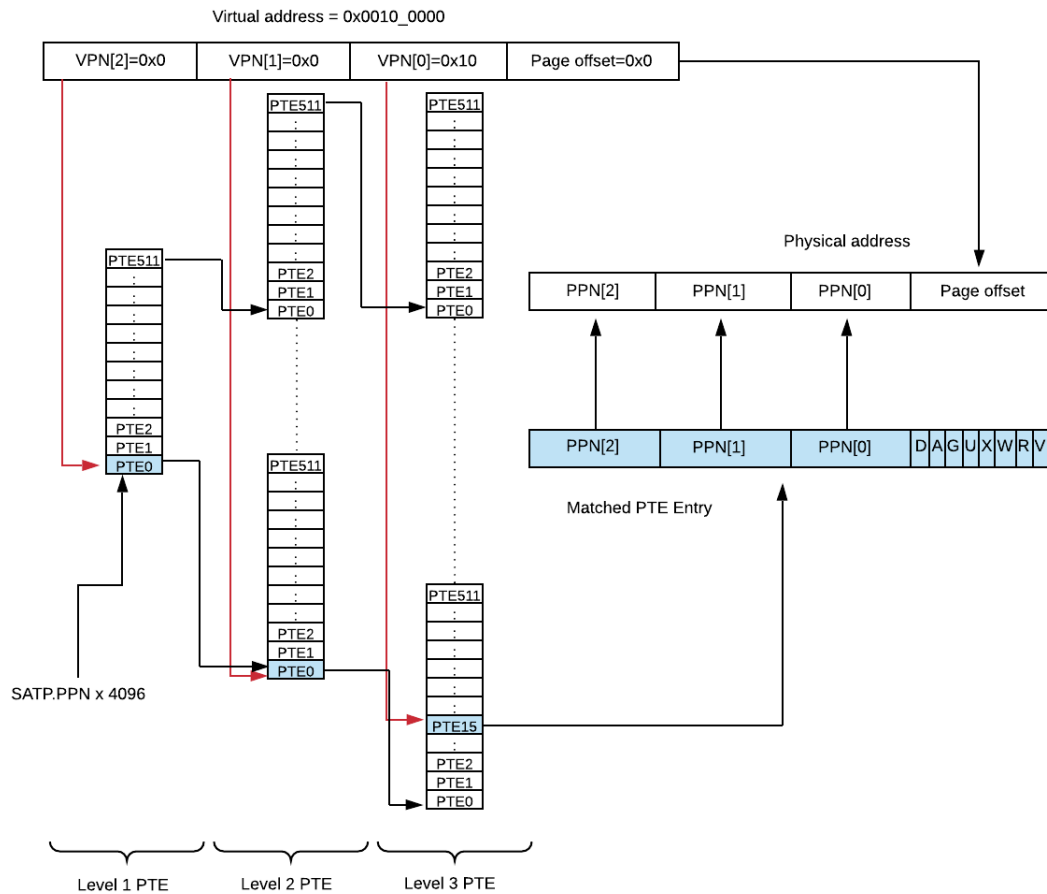 Virtual address = 0x0010_0000
VPN[2]=0x0 VPN[1]=0x0 VPN[0]=0x10 Page offset=0x0
PTE511
:
:
:
:
:
:
:
:
PTE2
PTE1
PTE0
PTE511
:
:
:
:
:
:
:
:
PTE2
PTE1
PTE0
PTE511
:
:
:
:
:
:
:
:
PTE2
PTE1
PTE0
SATP.PPN x 4096
PTE511
:
:
:
:
:
:
:
:
PTE2
PTE1
PTE0
PTE511
:
:
:
:
:
:
PTE15
:
PTE2
PTE1
PTE0
Physical address
PPN[2] PPN[1] PPN[0] Page offset
PPN[2] PPN[1] PPN[0] D A G U X W R V
Matched PTE Entry
Level 1 PTE Level 2 PTE Level 3 PTE